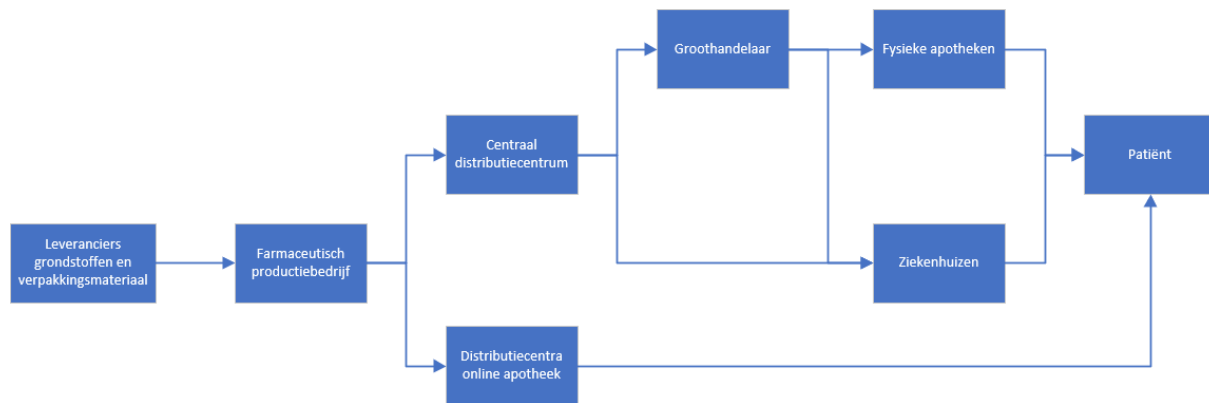 Groothandelaar
Fysieke apotheken
Centraal
distributiecentrum
Patiënt
Leveranciers
grondstoffen en
verpakkingsmateriaal
Farmaceutisch
productiebedrijf
Ziekenhuizen
Distributiecentra
online apotheek